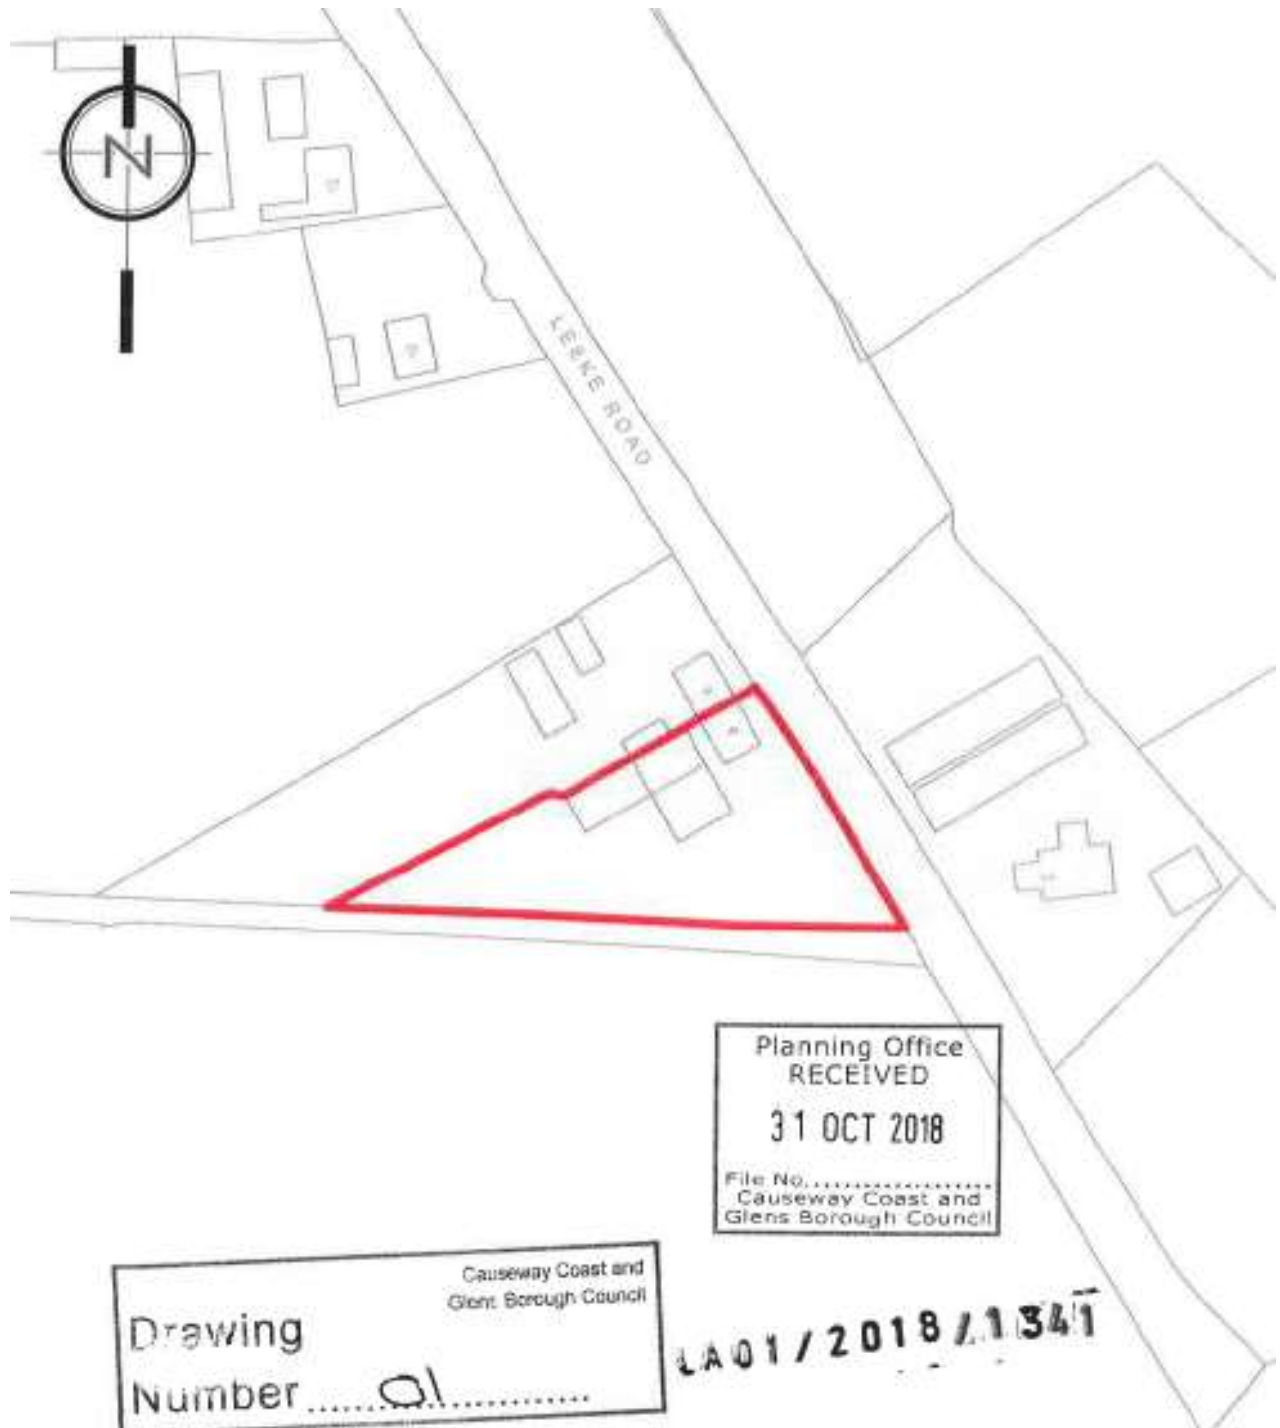 N
LESKE ROAD
Planning Office
RECEIVED
31 OCT 2018
File No....................
Causeway Coast and
Glens Borough Council
Causeway Coast and
Glens Borough Council
Drawing
Number ...... 01 ............
LA01/2018/1341